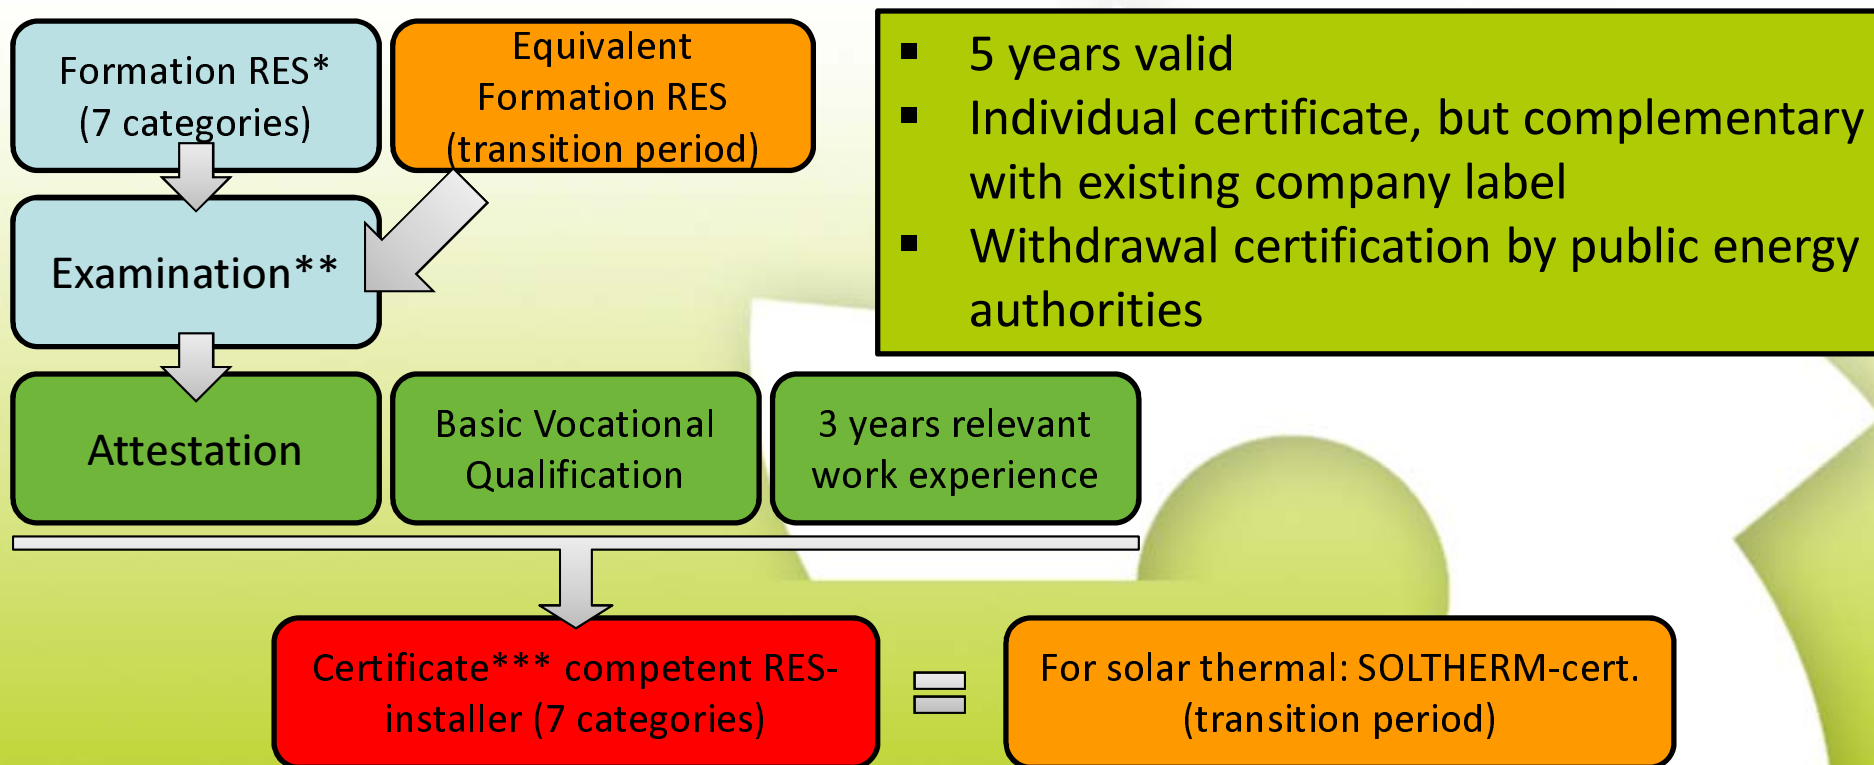 Formation RES*
(7 categories)
Equivalent
Formation RES
(transition period)
Examination**
Attestation
Basic Vocational
Qualification
3 years relevant
work experience
Certificate*** competent RES-
installer (7 categories)
For solar thermal: SOLTHERM-cert.
(transition period)
▪ 5 years valid
▪ Individual certificate, but complementary
with existing company label
▪ Withdrawal certification by public energy
authorities